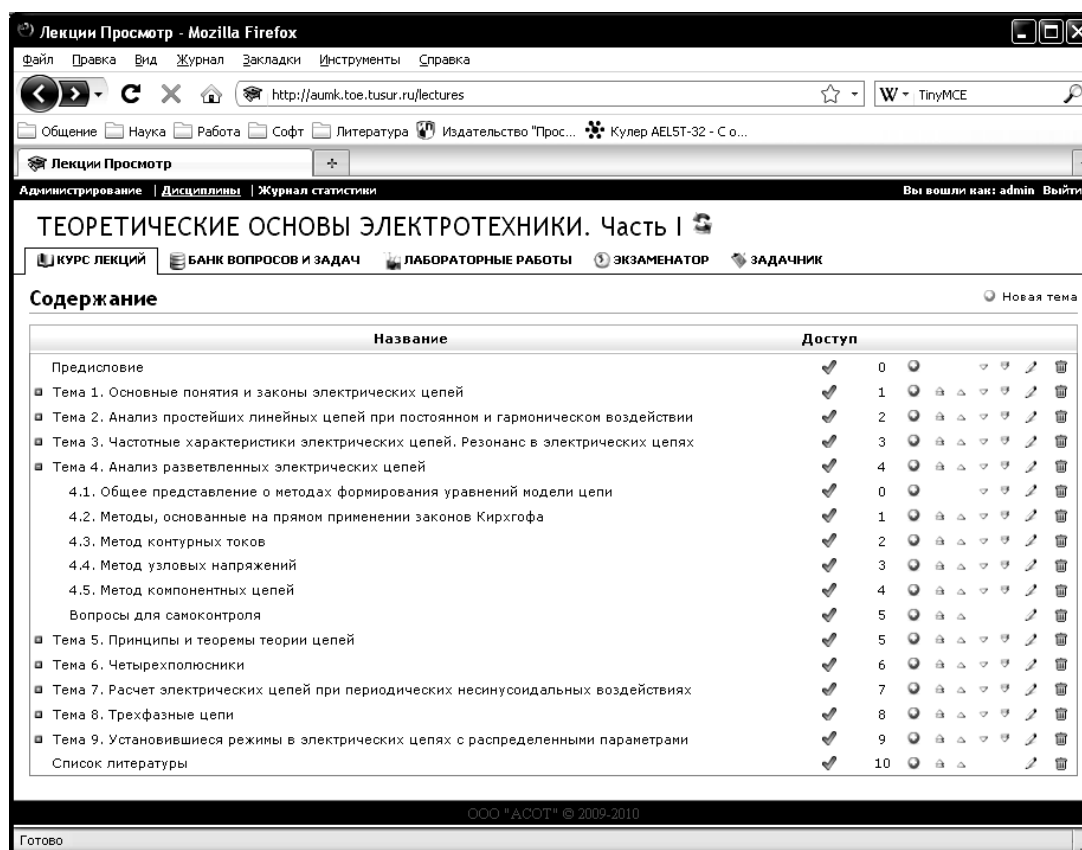 Лекции Просмотр - Mozilla Firefox
Файл Правка Вид Журнал Закладки Инструменты Справка
http://aumk.toe.tusur.ru/lectures W TinyMCE
Общение Наука Работа Софт Литература Издательство "Прос... Кулер AEL5T-32 - С о...
Лекции Просмотр
Администрирование | Дисциплины | Журнал статистики Вы вошли как: admin Выйти
ТЕОРЕТИЧЕСКИЕ ОСНОВЫ ЭЛЕКТРОТЕХНИКИ. Часть I
КУРС ЛЕКЦИЙ БАНК ВОПРОСОВ И ЗАДАЧ ЛАБОРАТОРНЫЕ РАБОТЫ ЭКЗАМЕНАТОР ЗАДАЧНИК
Содержание Новая тема
Название Доступ
Предисловие 0
Тема 1. Основные понятия и законы электрических цепей 1
Тема 2. Анализ простейших линейных цепей при постоянном и гармоническом воздействии 2
Тема 3. Частотные характеристики электрических цепей. Резонанс в электрических цепях 3
Тема 4. Анализ разветвленных электрических цепей 4
4.1. Общее представление о методах формирования уравнений модели цепи 0
4.2. Методы, основанные на прямом применении законов Кирхгофа 1
4.3. Метод контурных токов 2
4.4. Метод узловых напряжений 3
4.5. Метод компонентных цепей 4
Вопросы для самоконтроля 5
Тема 5. Принципы и теоремы теории цепей 5
Тема 6. Четырехполюсники 6
Тема 7. Расчет электрических цепей при периодических несинусоидальных воздействиях 7
Тема 8. Трехфазные цепи 8
Тема 9. Установившиеся режимы в электрических цепях с распределенными параметрами 9
Список литературы 10
ООО "АСОТ" © 2009-2010
Готово